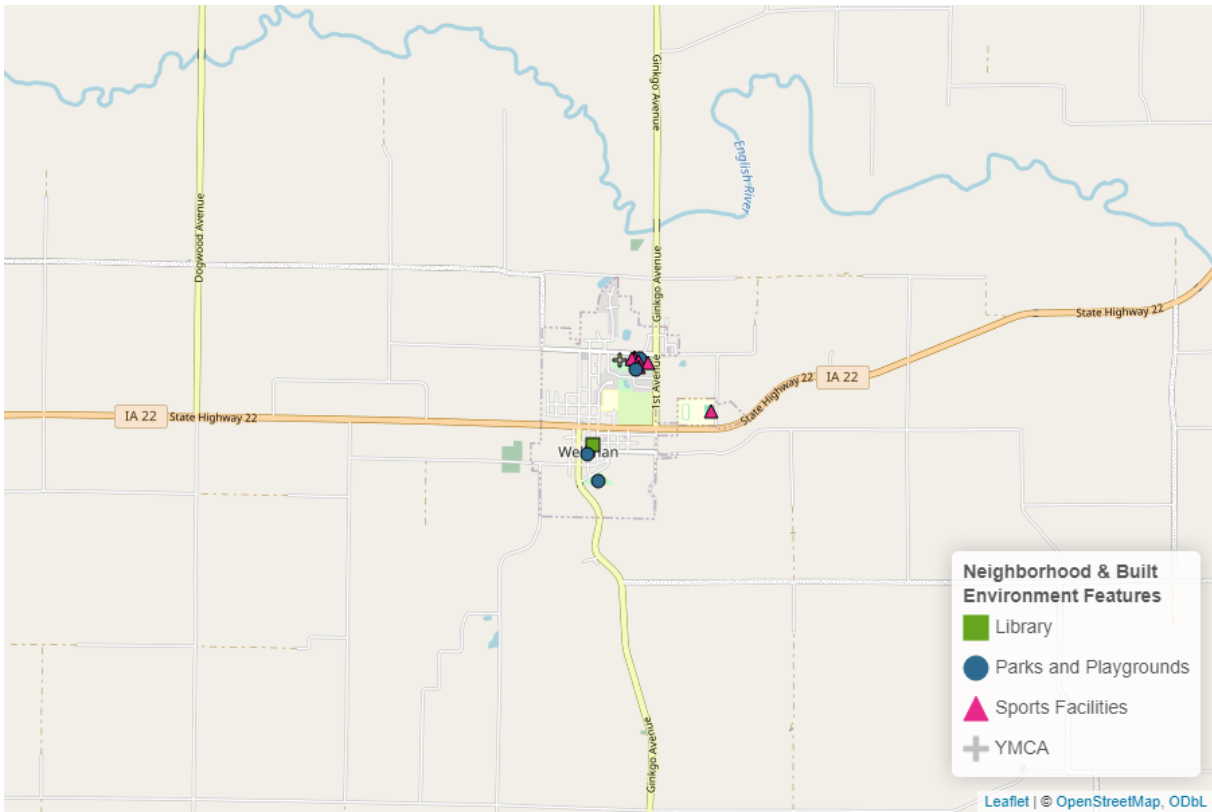 Ginkgo Avenue
English River
Dogwood Avenue
Ginkgo Avenue
State Highway 22
1st Avenue
IA 22
State Highway 22
IA 22
State Highway 22
Ginkgo Avenue
Neighborhood & Built
Environment Features
Library
Parks and Playgrounds
Sports Facilities
YMCA
Leaflet | © OpenStreetMap, ODbL